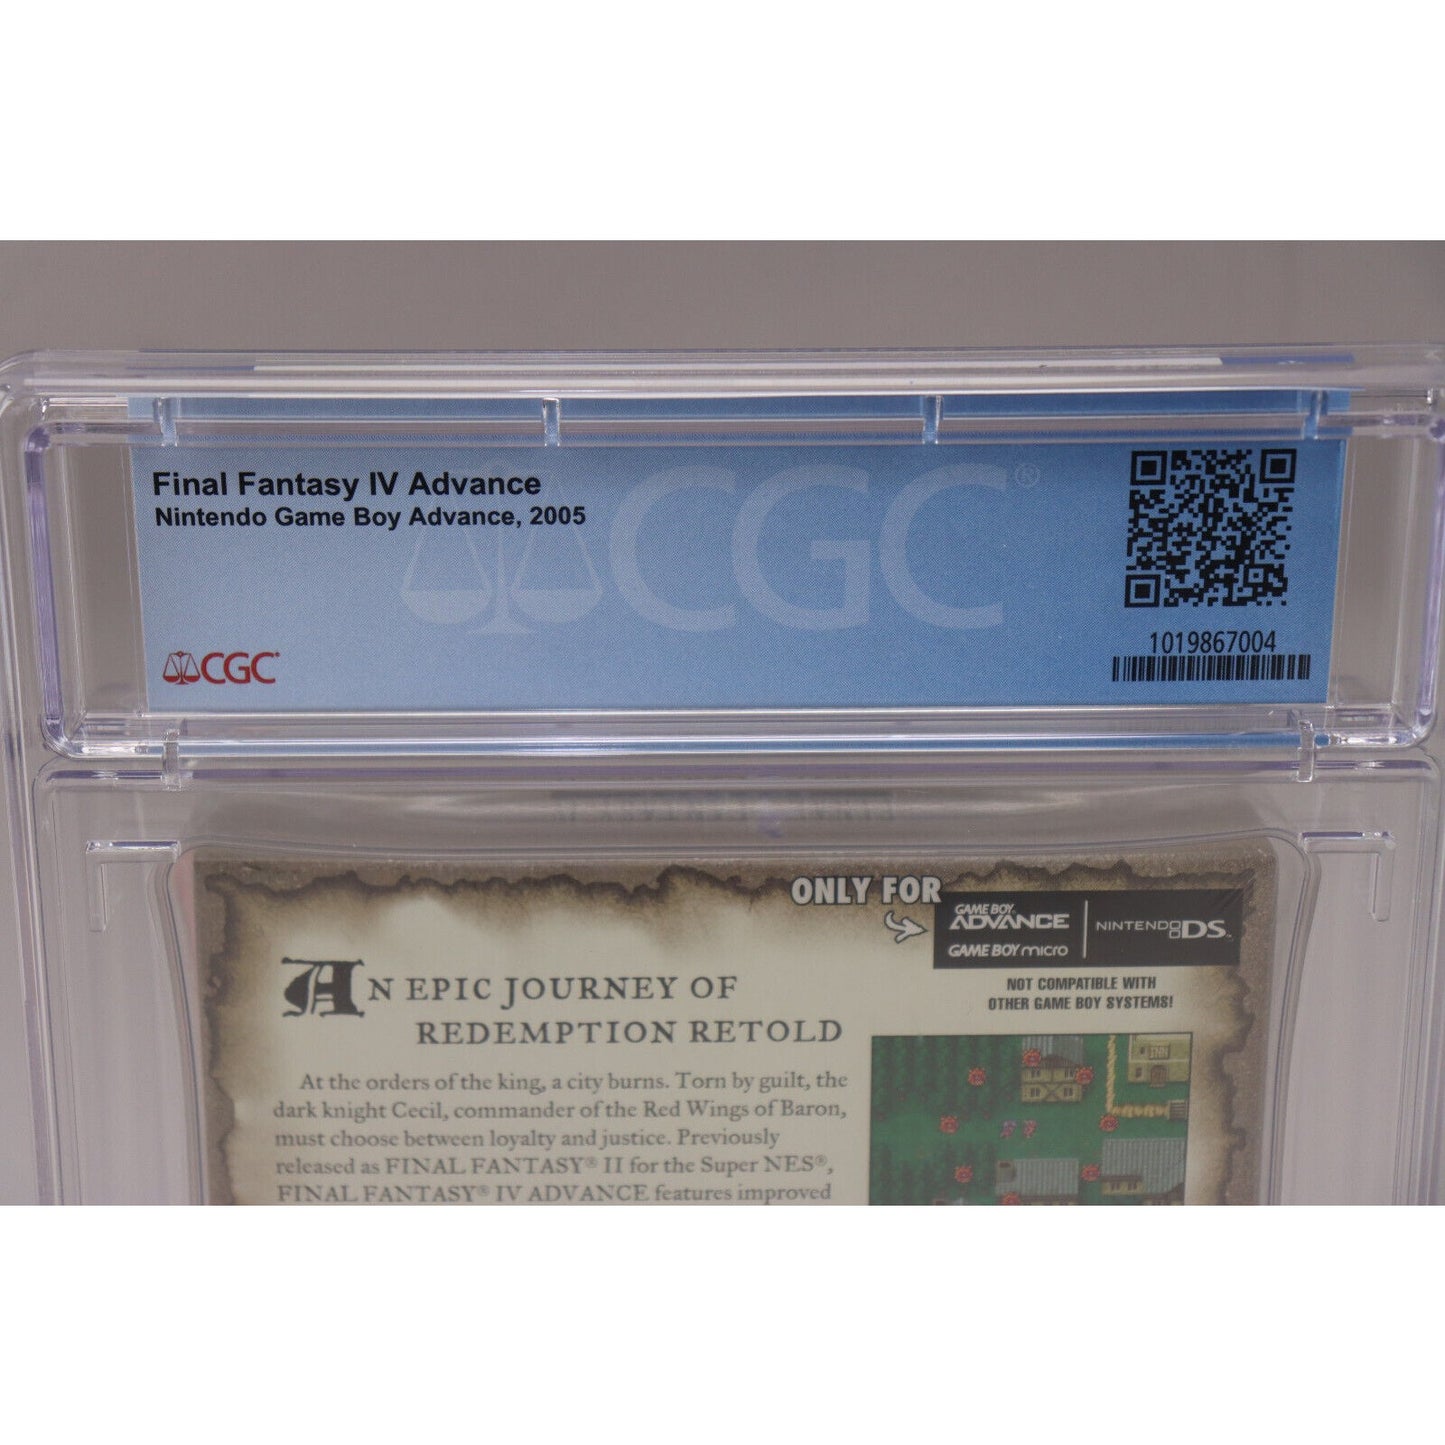 Final Fantasy IV Advance
Nintendo Game Boy Advance, 2005
CGC®
CGC
1019867004
ONLY FOR
GAME BOY ADVANCE
GAME BOY micro
NINTENDO DS™
NOT COMPATIBLE WITH
OTHER GAME BOY SYSTEMS!
AN EPIC JOURNEY OF
REDEMPTION RETOLD
At the orders of the king, a city burns. Torn by guilt, the
dark knight Cecil, commander of the Red Wings of Baron,
must choose between loyalty and justice. Previously
released as FINAL FANTASY® II for the Super NES®,
FINAL FANTASY® IV ADVANCE features improved
INN